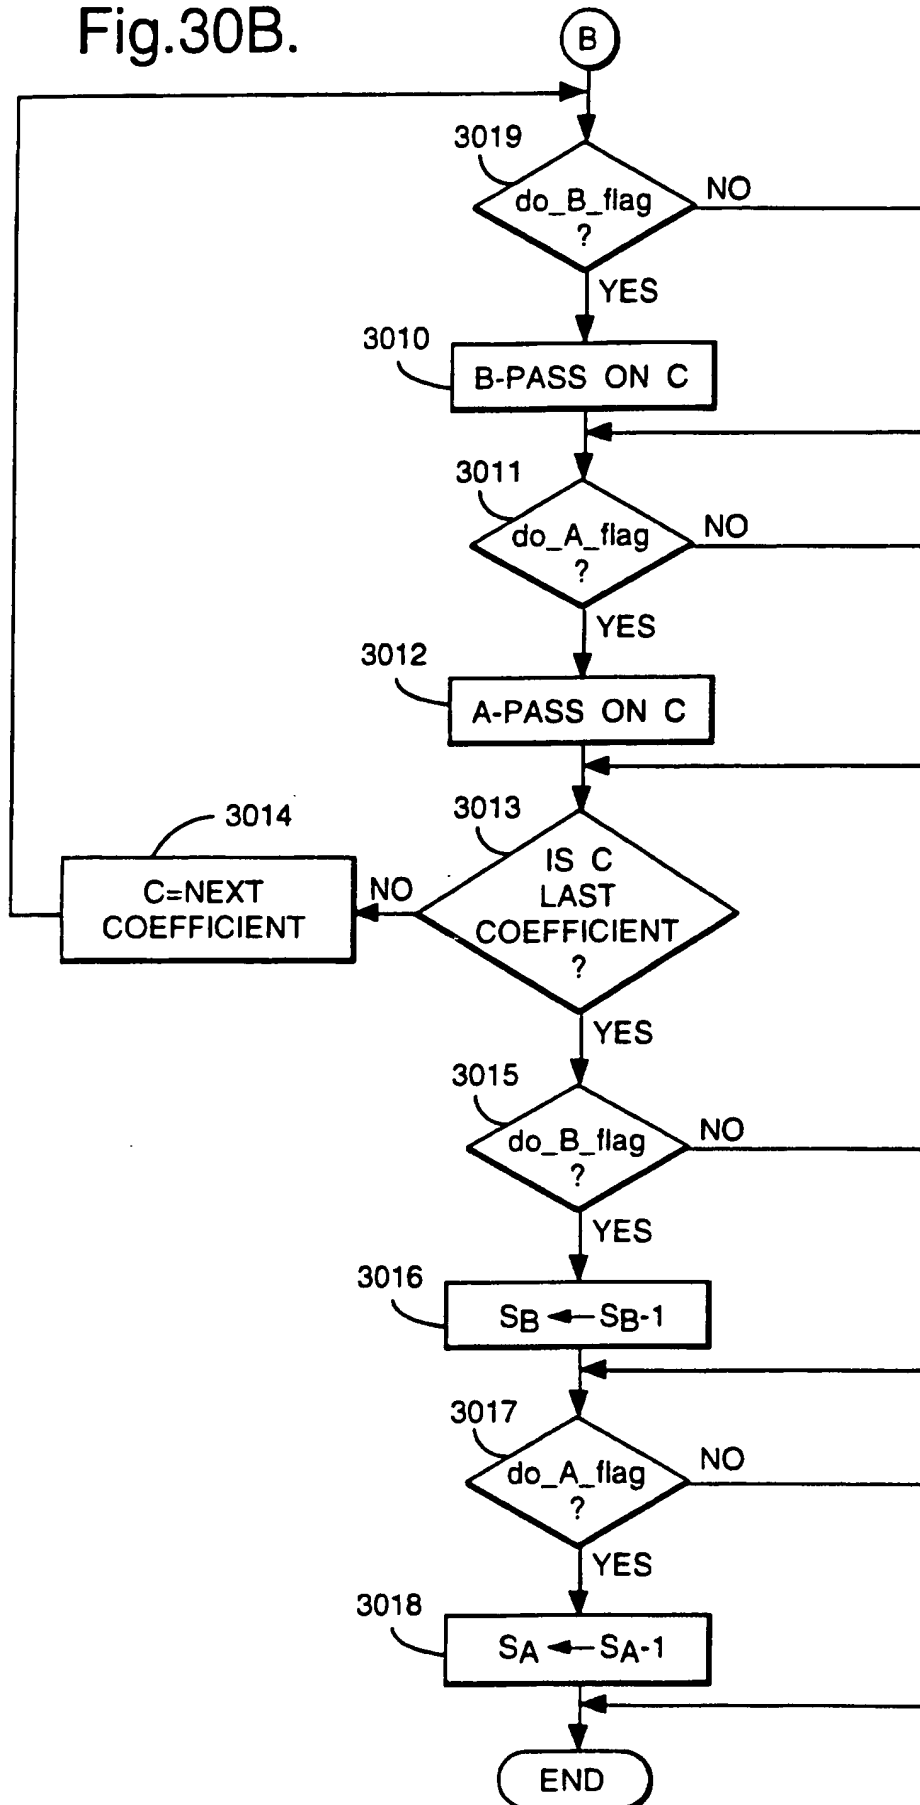 Fig.30B.
B
3019
do_B_flag
?
NO
YES
3010
B-PASS ON C
3011
do_A_flag
?
NO
YES
3012
A-PASS ON C
3013
IS C
LAST
COEFFICIENT
?
NO
3014
C=NEXT
COEFFICIENT
YES
3015
do_B_flag
?
NO
YES
3016
SB ← SB-1
3017
do_A_flag
?
NO
YES
3018
SA ← SA-1
END